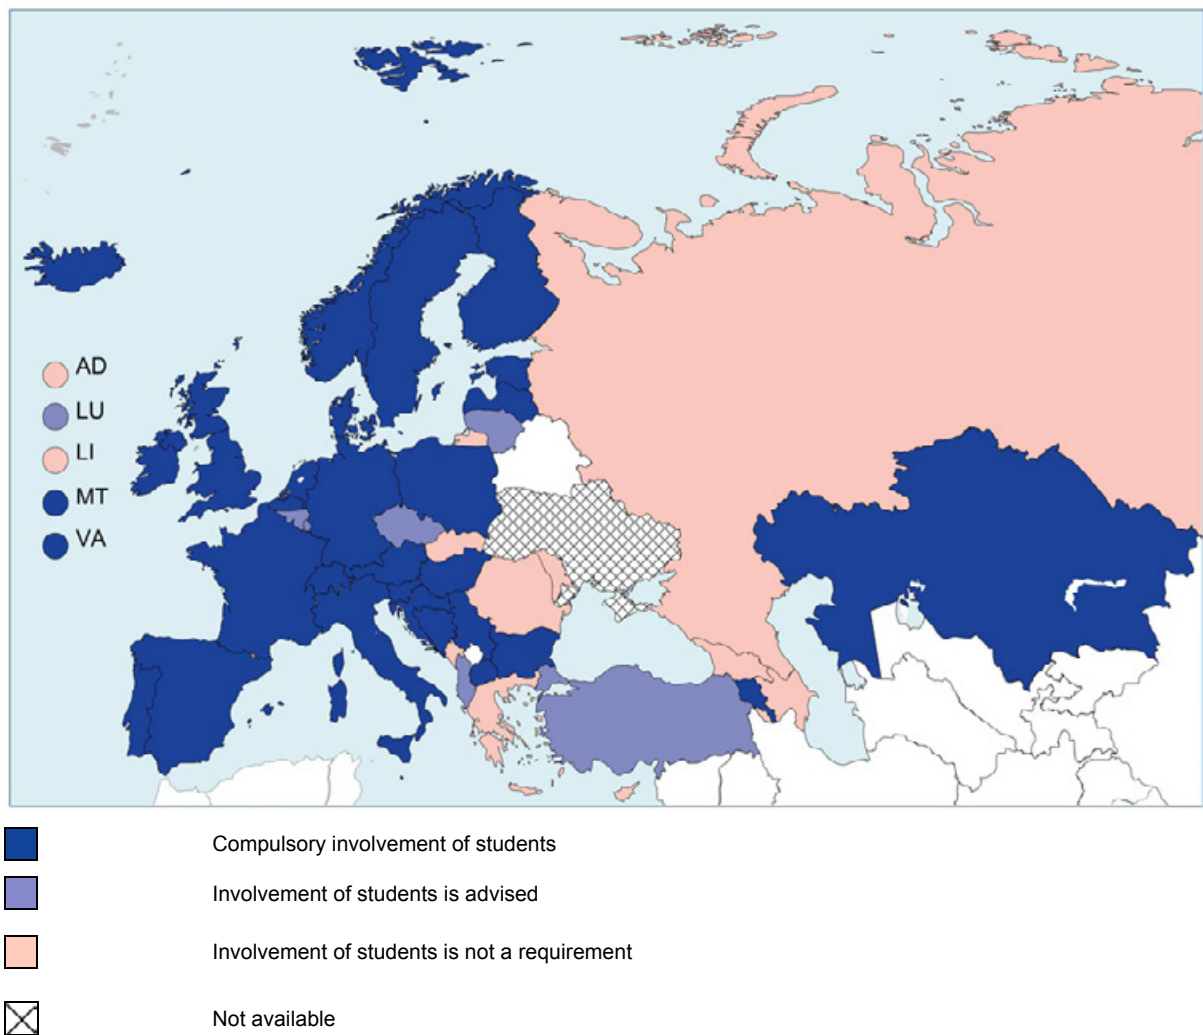 AD
LU
LI
MT
VA
Compulsory involvement of students
Involvement of students is advised
Involvement of students is not a requirement
Not available